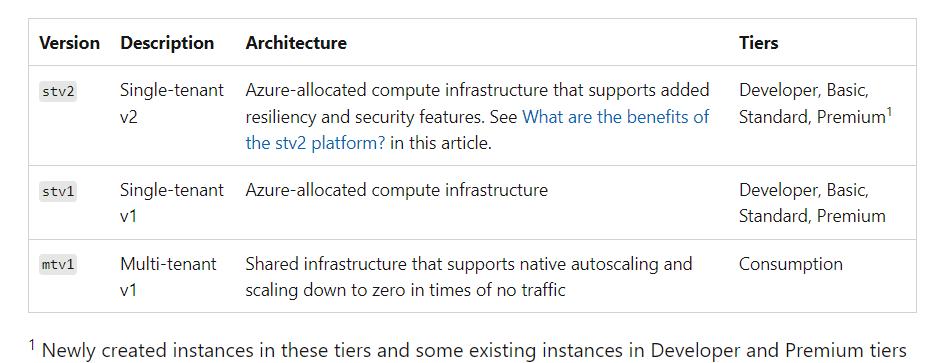 Version Description Architecture Tiers
stv2 Single-tenant Azure-allocated compute infrastructure that supports added Developer, Basic,
v2 resiliency and security features. See What are the benefits of Standard, Premium1
the stv2 platform? in this article.
stv1 Single-tenant Azure-allocated compute infrastructure Developer, Basic,
v1 Standard, Premium
mtv1 Multi-tenant Shared infrastructure that supports native autoscaling and Consumption
v1 scaling down to zero in times of no traffic
1 Newly created instances in these tiers and some existing instances in Developer and Premium tiers